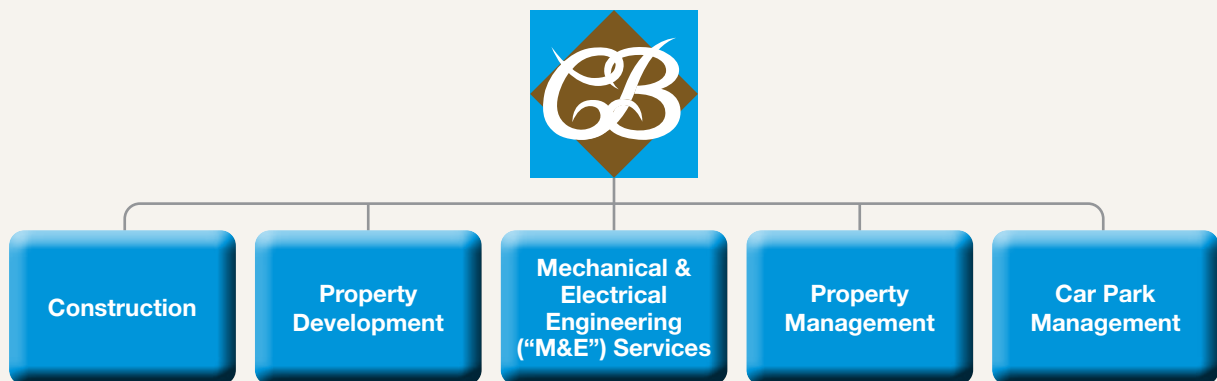 CB
Construction
Property
Development
Mechanical &
Electrical
Engineering
(“M&E”) Services
Property
Management
Car Park
Management